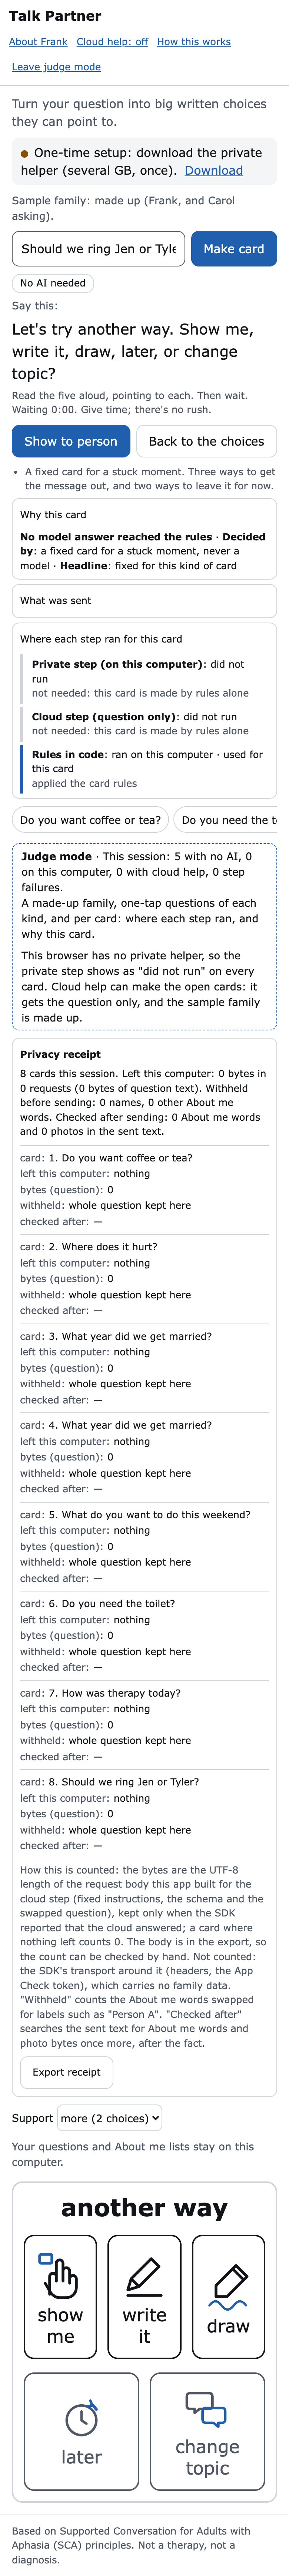 Talk Partner
About Frank Cloud help: off How this works
Leave judge mode
Turn your question into big written choices
they can point to.
One-time setup: download the private
helper (several GB, once). Download
Sample family: made up (Frank, and Carol
asking).
Should we ring Jen or Tyle Make card
No AI needed
Say this:
Let's try another way. Show me,
write it, draw, later, or change
topic?
Read the five aloud, pointing to each. Then wait.
Waiting 0:00. Give time; there's no rush.
Show to person Back to the choices
• A fixed card for a stuck moment. Three ways to get
the message out, and two ways to leave it for now.
Why this card
No model answer reached the rules · Decided
by: a fixed card for a stuck moment, never a
model · Headline: fixed for this kind of card
What was sent
Where each step ran for this card
Private step (on this computer): did not
run
not needed: this card is made by rules alone
Cloud step (question only): did not run
not needed: this card is made by rules alone
Rules in code: ran on this computer · used for
this card
applied the card rules
Do you want coffee or tea? Do you need the t
Judge mode · This session: 5 with no AI, 0
on this computer, 0 with cloud help, 0 step
failures.
A made-up family, one-tap questions of each
kind, and per card: where each step ran, and
why this card.
This browser has no private helper, so the
private step shows as "did not run" on every
card. Cloud help can make the open cards: it
gets the question only, and the sample family
is made up.
Privacy receipt
8 cards this session. Left this computer: 0 bytes in
0 requests (0 bytes of question text). Withheld
before sending: 0 names, 0 other About me
words. Checked after sending: 0 About me words
and 0 photos in the sent text.
card: 1. Do you want coffee or tea?
left this computer: nothing
bytes (question): 0
withheld: whole question kept here
checked after: —
card: 2. Where does it hurt?
left this computer: nothing
bytes (question): 0
withheld: whole question kept here
checked after: —
card: 3. What year did we get married?
left this computer: nothing
bytes (question): 0
withheld: whole question kept here
checked after: —
card: 4. What year did we get married?
left this computer: nothing
bytes (question): 0
withheld: whole question kept here
checked after: —
card: 5. What do you want to do this weekend?
left this computer: nothing
bytes (question): 0
withheld: whole question kept here
checked after: —
card: 6. Do you need the toilet?
left this computer: nothing
bytes (question): 0
withheld: whole question kept here
checked after: —
card: 7. How was therapy today?
left this computer: nothing
bytes (question): 0
withheld: whole question kept here
checked after: —
card: 8. Should we ring Jen or Tyler?
left this computer: nothing
bytes (question): 0
withheld: whole question kept here
checked after: —
How this is counted: the bytes are the UTF-8
length of the request body this app built for the
cloud step (fixed instructions, the schema and the
swapped question), kept only when the SDK
reported that the cloud answered; a card where
nothing left counts 0. The body is in the export, so
the count can be checked by hand. Not counted:
the SDK's transport around it (headers, the App
Check token), which carries no family data.
"Withheld" counts the About me words swapped
for labels such as "Person A". "Checked after"
searches the sent text for About me words and
photo bytes once more, after the fact.
Export receipt
Support more (2 choices)
Your questions and About me lists stay on this
computer.
another way
show
me
write
it
draw
later
change
topic
Based on Supported Conversation for Adults with
Aphasia (SCA) principles. Not a therapy, not a
diagnosis.